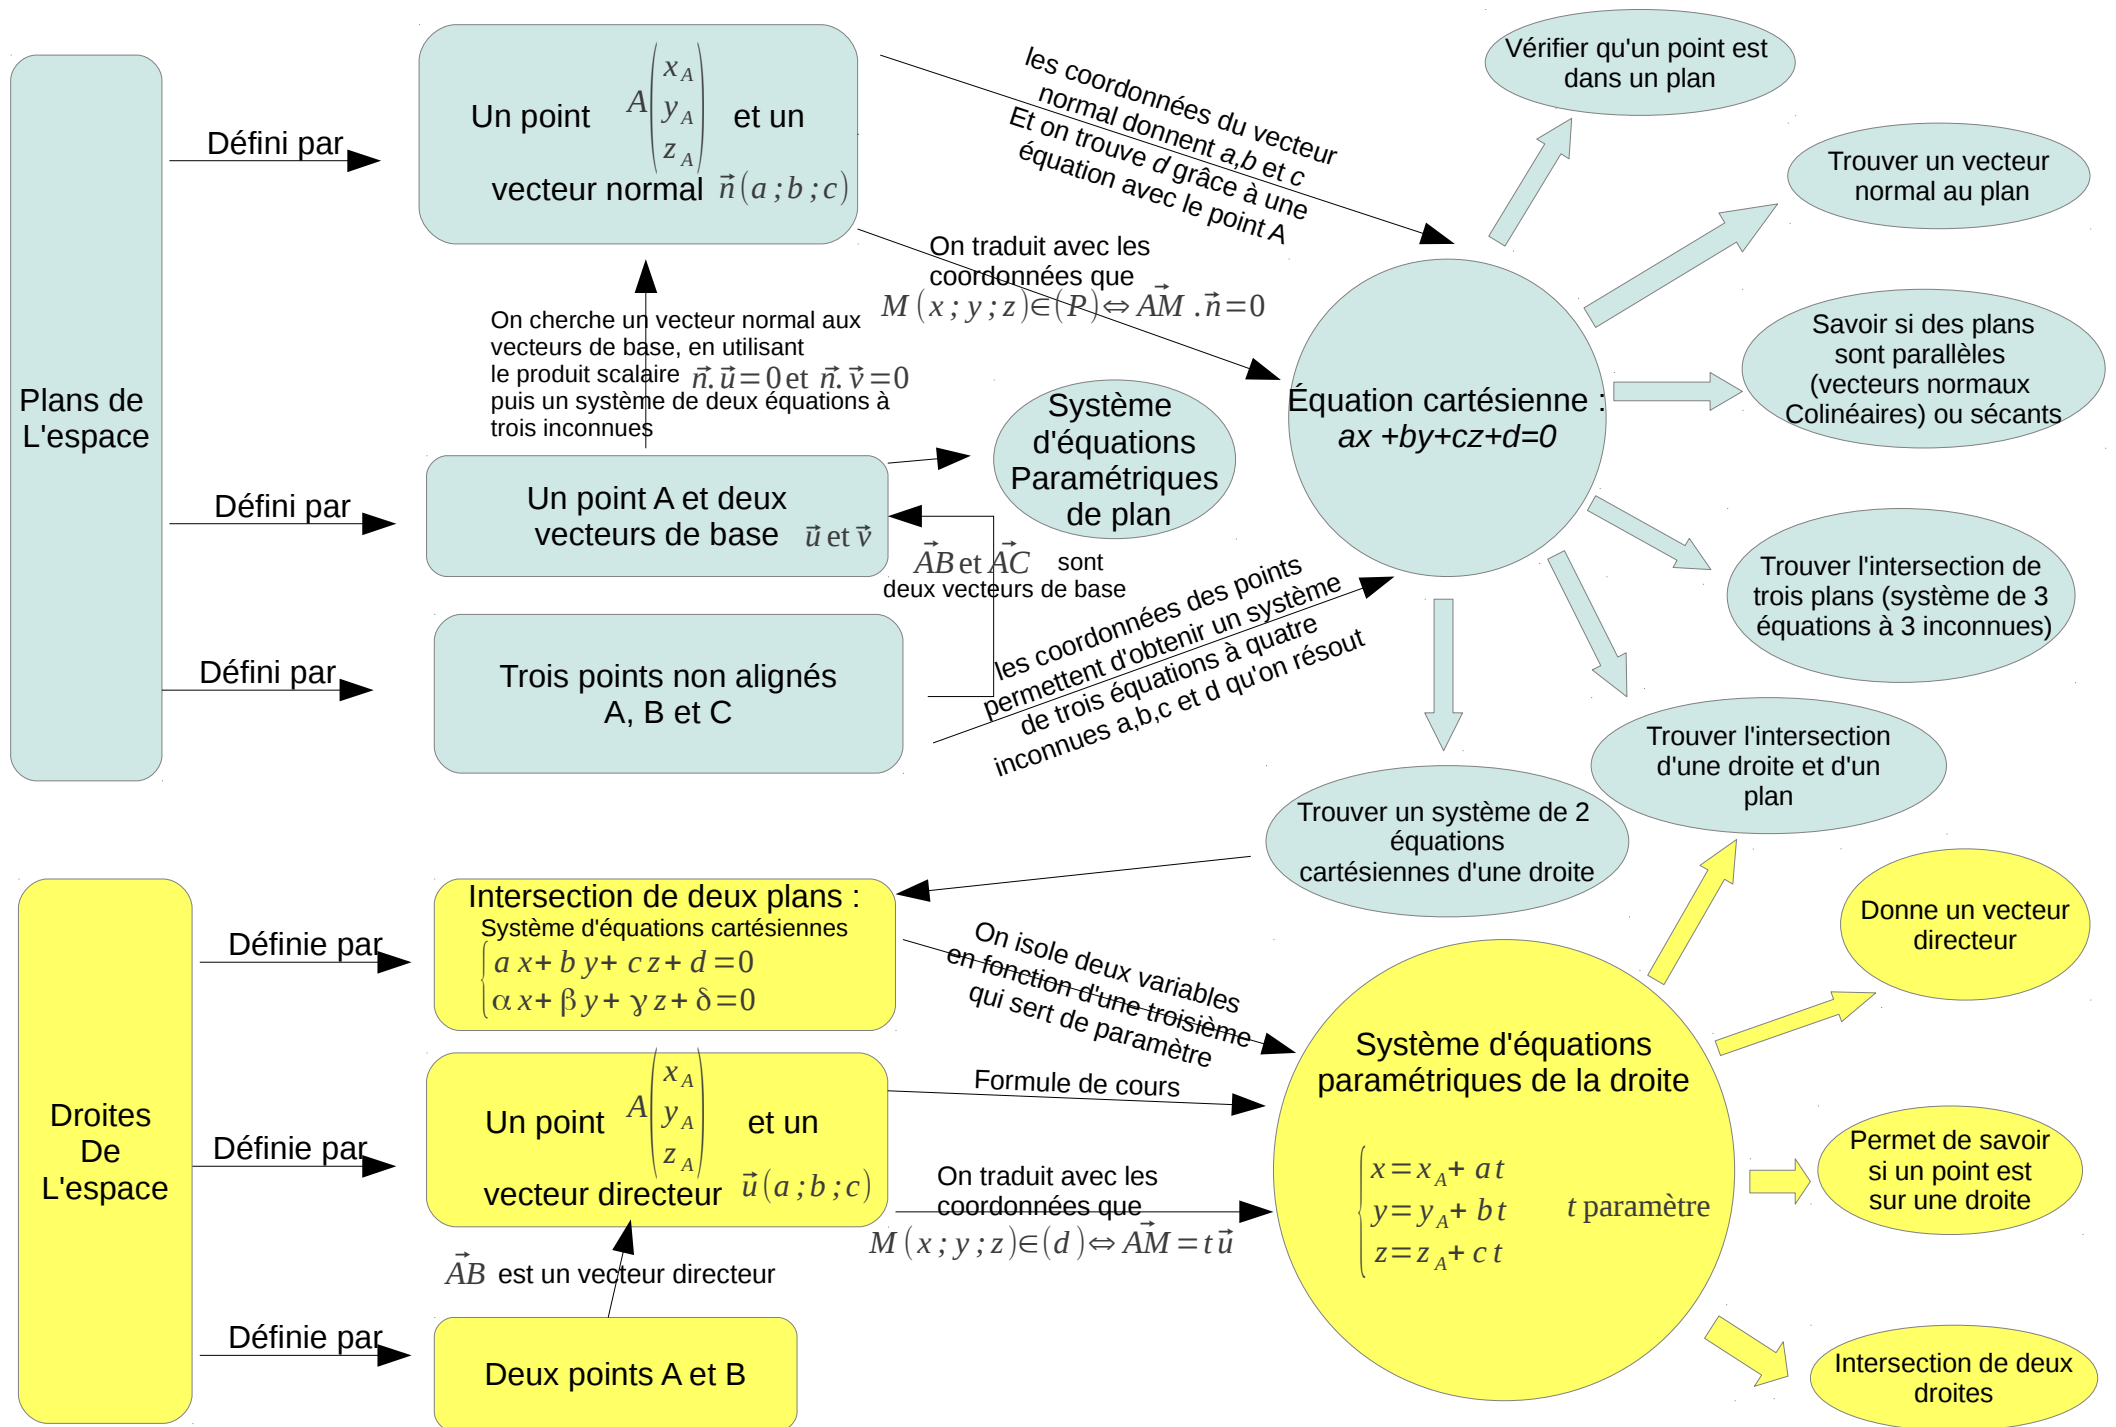 Plans de
L'espace
Défini par
Un point A ( x_A y_A z_A ) et un
vecteur normal n⃗ (a ; b ; c)
les coordonnées du vecteur
normal donnent a,b et c
Et on trouve d grâce à une
équation avec le point A
On traduit avec les
coordonnées que
M (x ; y ; z)∈(P)⇔ AM⃗ . n⃗=0
On cherche un vecteur normal aux
vecteurs de base, en utilisant
le produit scalaire n⃗. u⃗=0 et n⃗. v⃗=0
puis un système de deux équations à
trois inconnues
Défini par
Un point A et deux
vecteurs de base u⃗ et v⃗
Système
d'équations
Paramétriques
de plan
AB⃗ et AC⃗ sont
deux vecteurs de base
Défini par
Trois points non alignés
A, B et C
les coordonnées des points
permettent d'obtenir un système
de trois équations à quatre
inconnues a,b,c et d qu'on résout
Équation cartésienne :
ax +by+cz+d=0
Vérifier qu'un point est
dans un plan
Trouver un vecteur
normal au plan
Savoir si des plans
sont parallèles
(vecteurs normaux
Colinéaires) ou sécants
Trouver l'intersection de
trois plans (système de 3
équations à 3 inconnues)
Trouver l'intersection
d'une droite et d'un
plan
Trouver un système de 2
équations
cartésiennes d'une droite
Droites
De
L'espace
Définie par
Intersection de deux plans :
Système d'équations cartésiennes
{ a x+ b y+ c z+ d =0
α x+ β y+ γ z+ δ=0
On isole deux variables
en fonction d'une troisième
qui sert de paramètre
Définie par
Un point A ( x_A y_A z_A ) et un
vecteur directeur u⃗ (a ; b ; c)
Formule de cours
On traduit avec les
coordonnées que
M (x ; y ; z)∈(d)⇔ AM⃗ = t u⃗
AB⃗ est un vecteur directeur
Définie par
Deux points A et B
Système d'équations
paramétriques de la droite
{ x=x_A+ a t
y=y_A+ b t t paramètre
z=z_A+ c t
Donne un vecteur
directeur
Permet de savoir
si un point est
sur une droite
Intersection de deux
droites